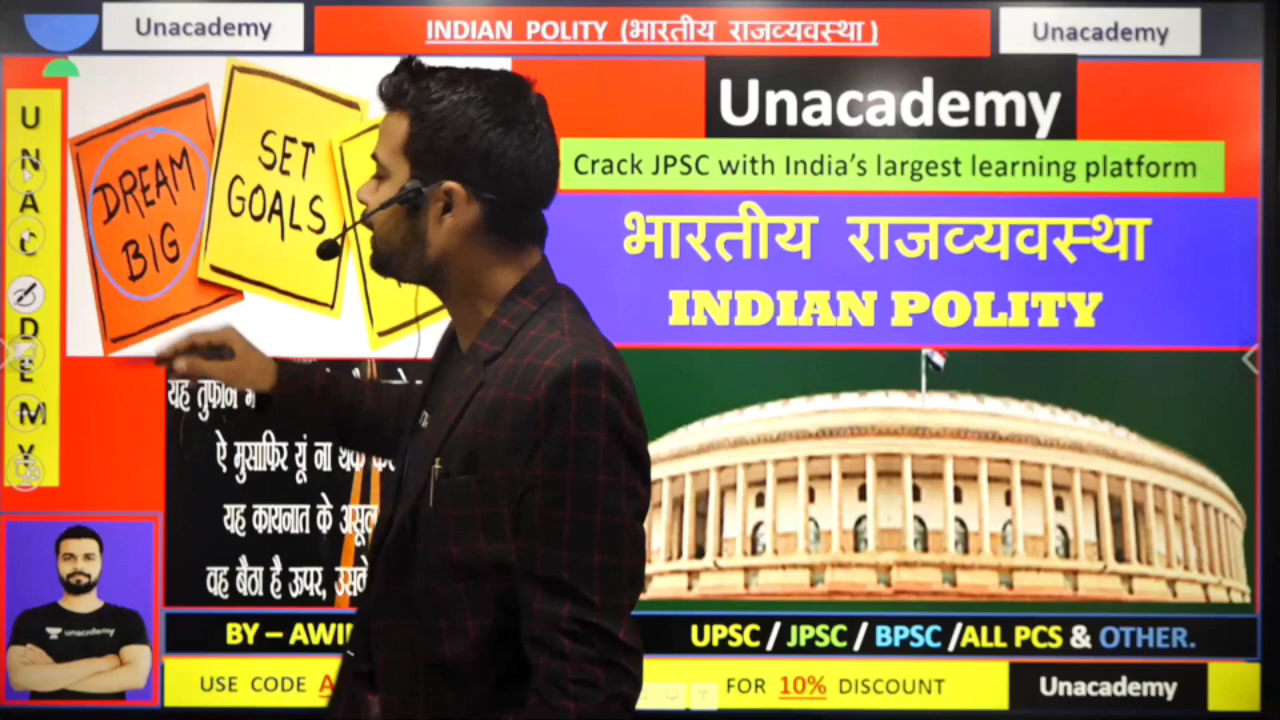 Unacademy
INDIAN POLITY (भारतीय राजव्यवस्था)
Unacademy
UNACADEMY
DREAM
BIG
SET
GOALS
Unacademy
Crack JPSC with India's largest learning platform
भारतीय राजव्यवस्था
INDIAN POLITY
यह तुफान
ऐ मुसाफिर यूं ना
यह कायनात के
वह बैठा है ऊपर,
unacademy
BY –
UPSC / JPSC / BPSC /ALL PCS & OTHER.
USE CODE
FOR 10% DISCOUNT
Unacademy